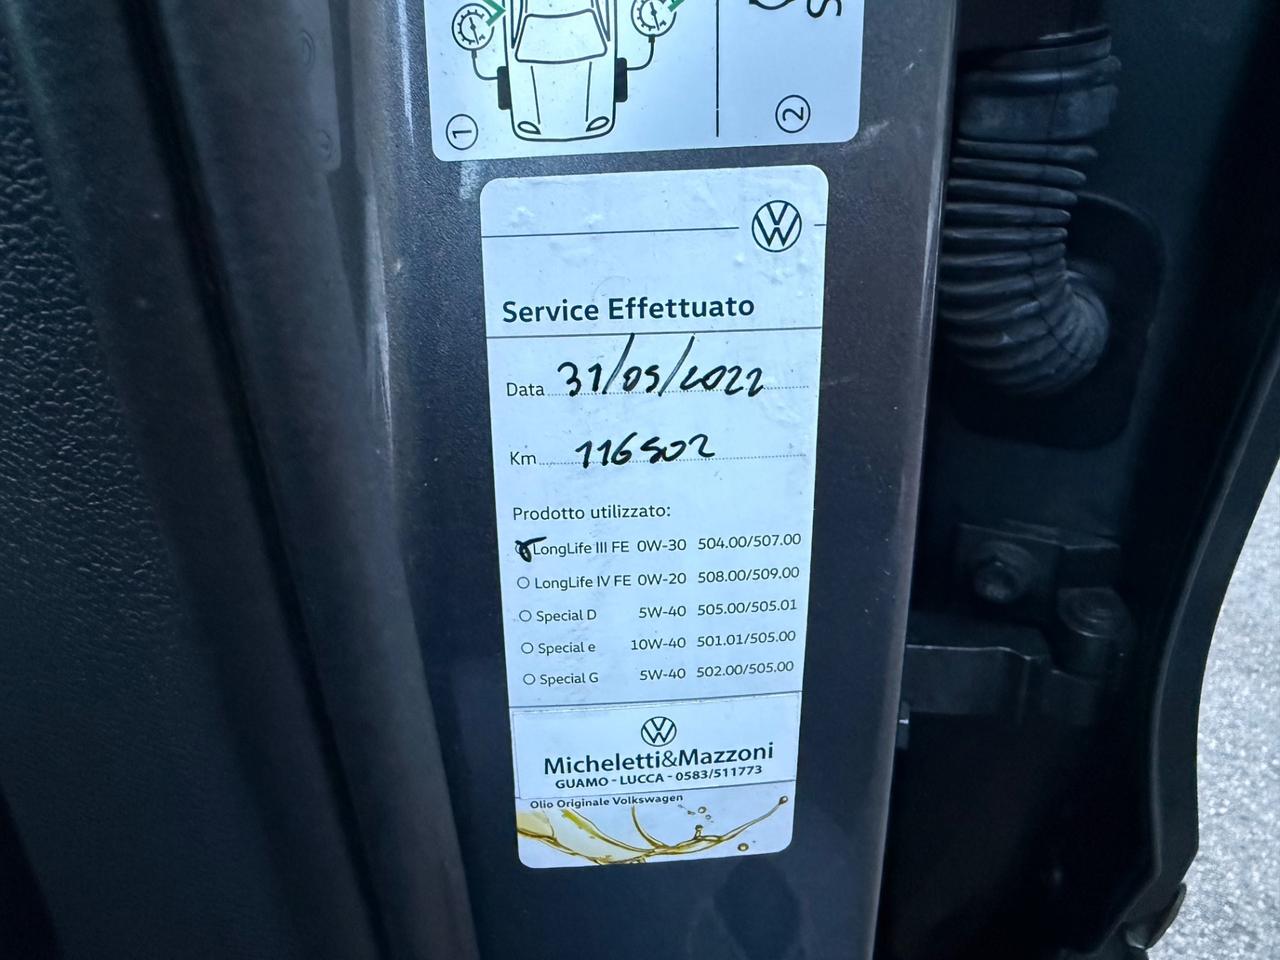 1
2
Service Effettuato
Data 31/05/2022
Km 116502
Prodotto utilizzato:
LongLife III FE 0W-30 504.00/507.00
LongLife IV FE 0W-20 508.00/509.00
Special D 5W-40 505.00/505.01
Special e 10W-40 501.01/505.00
Special G 5W-40 502.00/505.00
Micheletti&Mazzoni
GUAMO - LUCCA - 0583/511773
Olio Originale Volkswagen